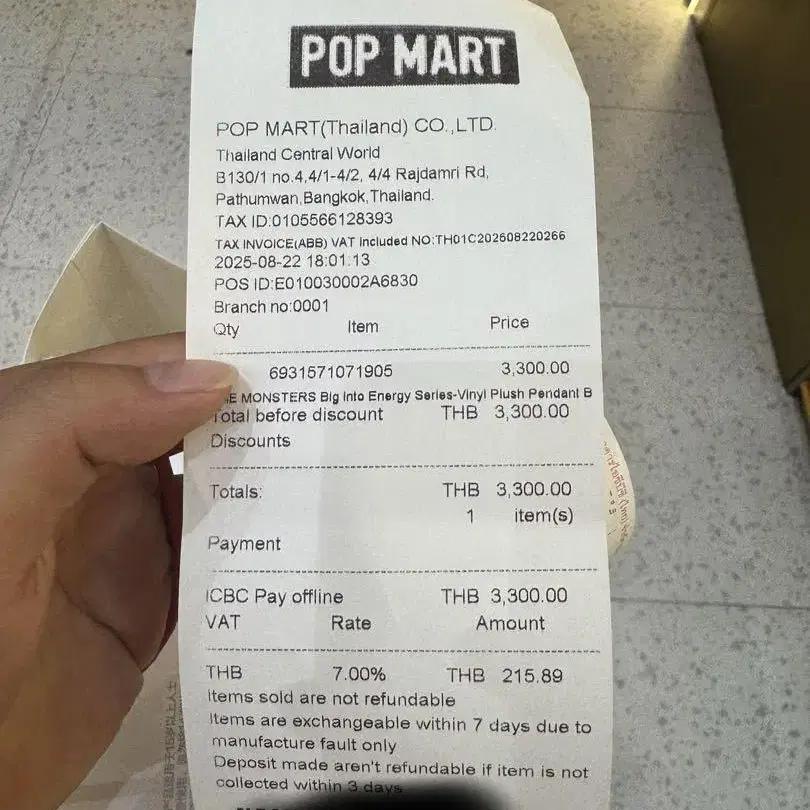 POP MART
POP MART(Thailand) CO.,LTD.
Thailand Central World
B130/1 no.4,4/1-4/2, 4/4 Rajdamri Rd,
Pathumwan,Bangkok,Thailand.
TAX ID:0105566128393
TAX INVOICE(ABB) VAT Included NO:TH01C202608220266
2025-08-22 18:01:13
POS ID:E010030002A6830
Branch no:0001
Qty Item Price
6931571071905 3,300.00
MONSTERS Big Into Energy Series-Vinyl Plush Pendant B
Total before discount THB 3,300.00
Discounts
Totals: THB 3,300.00
1 item(s)
Payment
ICBC Pay offline THB 3,300.00
VAT Rate Amount
THB 7.00% THB 215.89
Items sold are not refundable
Items are exchangeable within 7 days due to
manufacture fault only
Deposit made aren't refundable if item is not
collected within 3 days